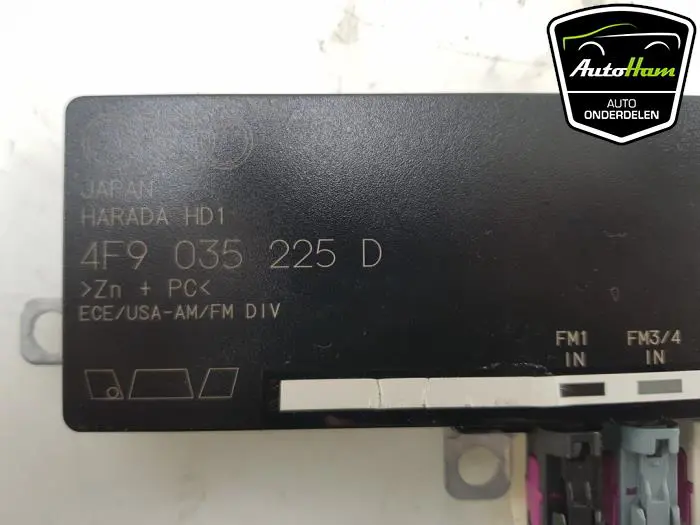 AutoHam
AUTO
ONDERDELEN
JAPAN
HARADA HD1
4F9 035 225 D
>Zn + PC<
ECE/USA-AM/FM DIV
FM1
IN
FM3/4
IN